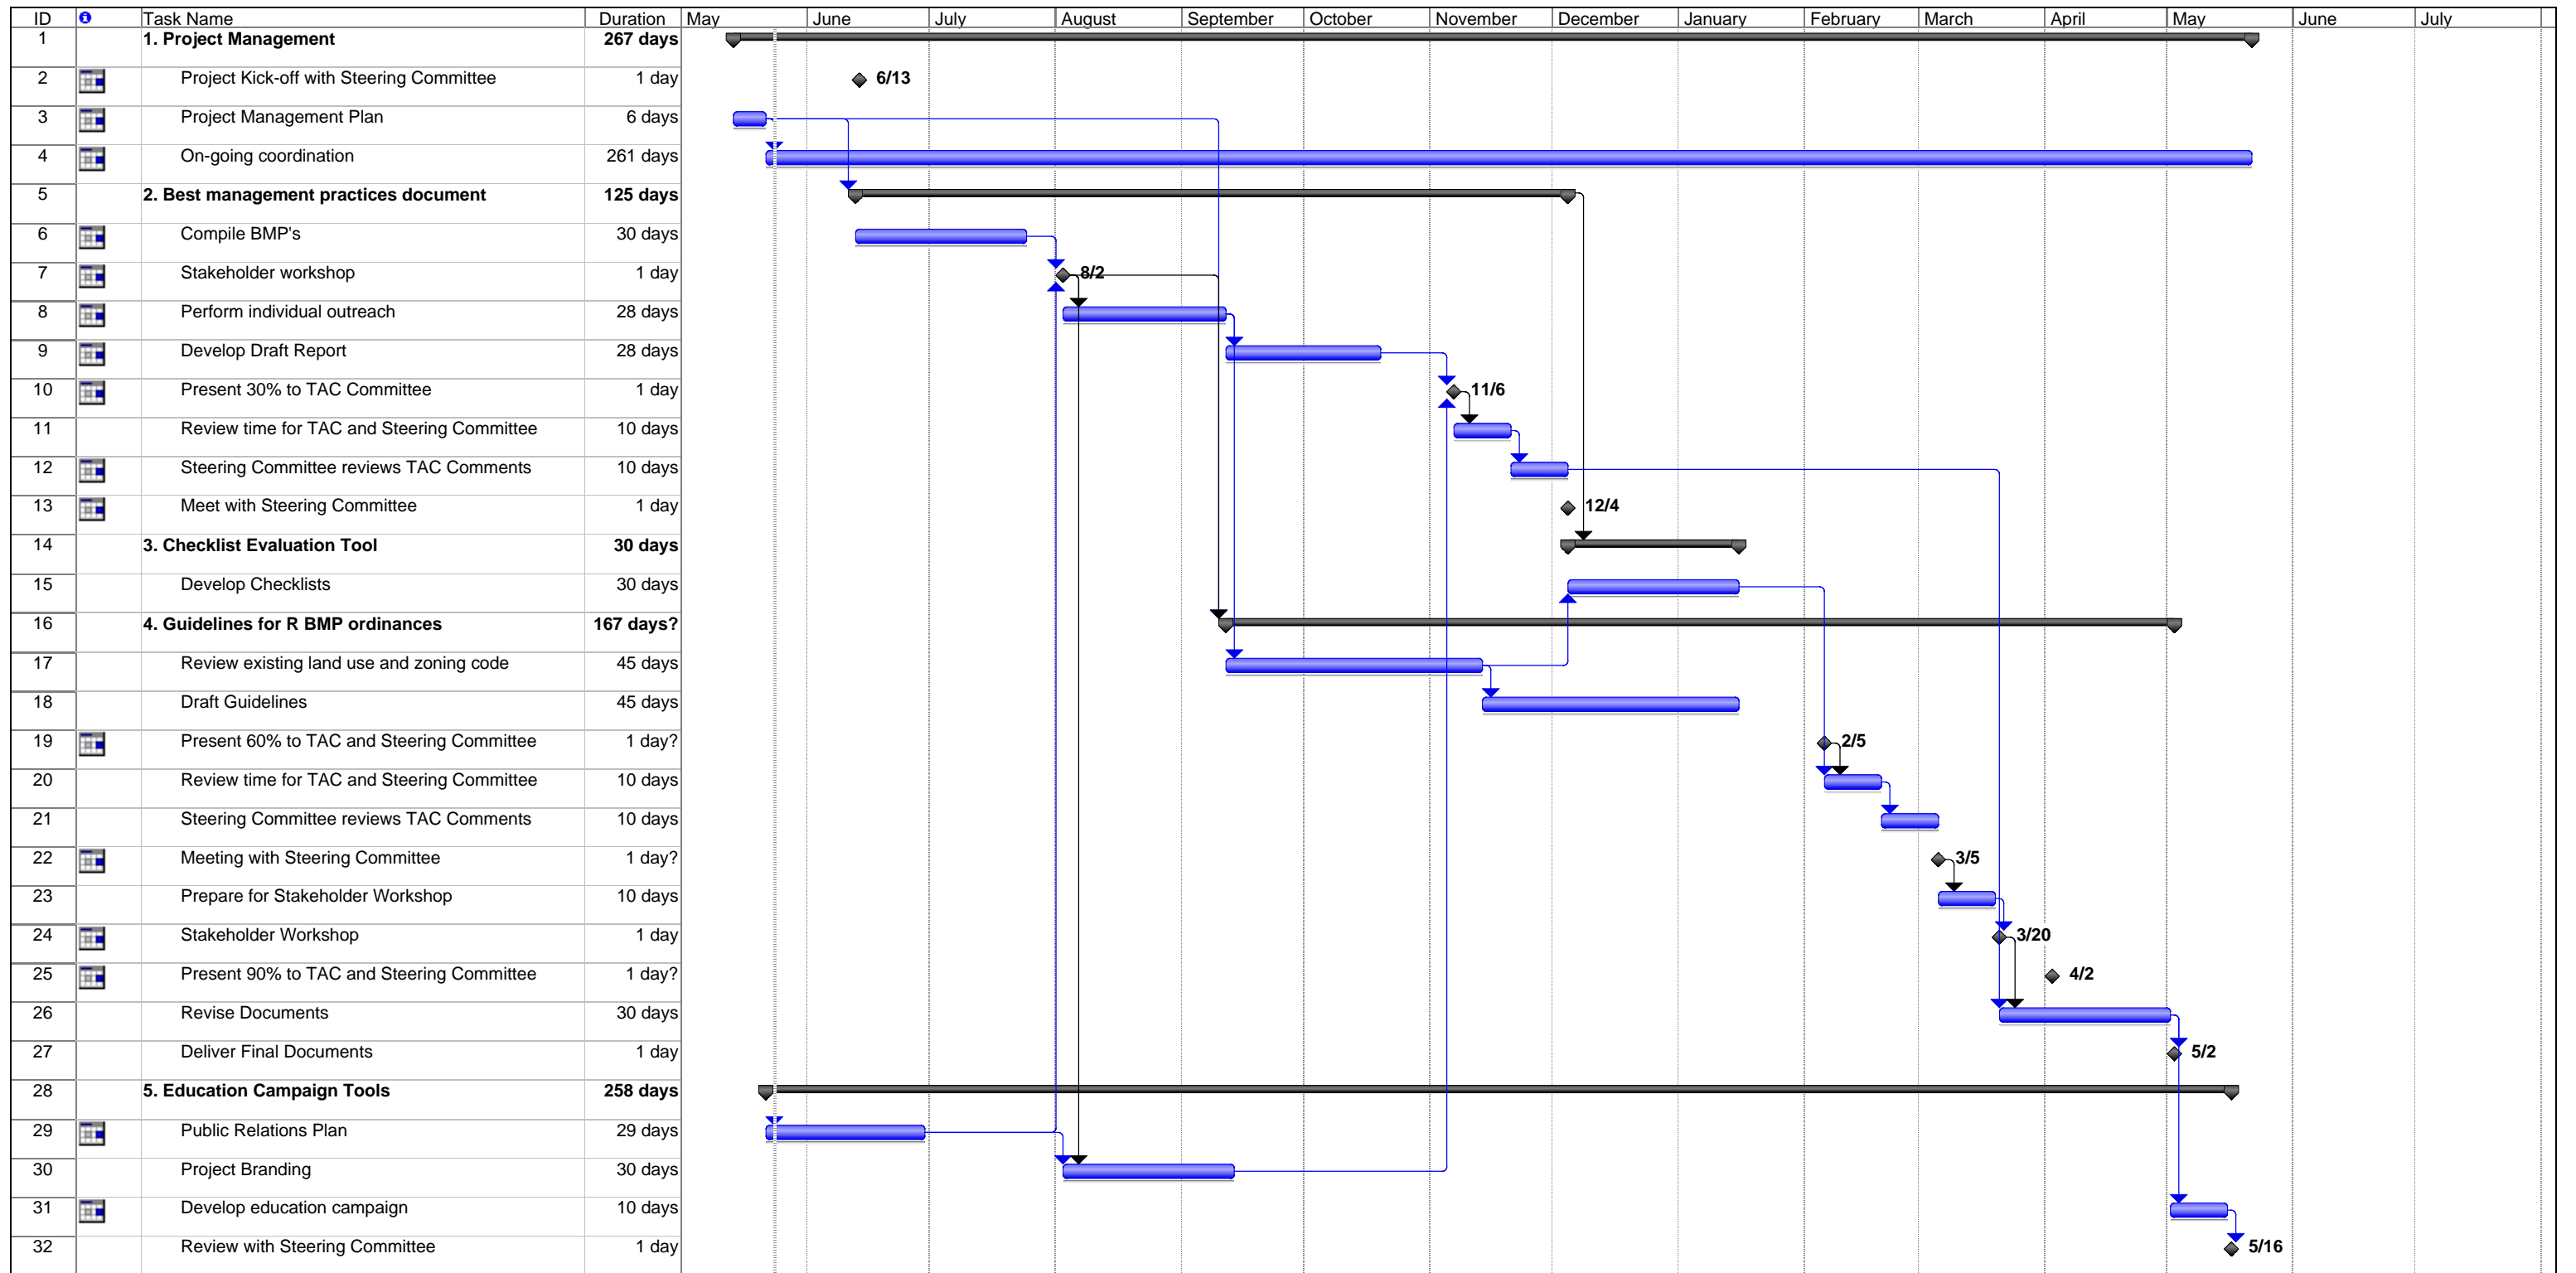 ID Task Name Duration May June July August September October November December January February March April May June July
1 1. Project Management 267 days
2 Project Kick-off with Steering Committee 1 day 6/13
3 Project Management Plan 6 days
4 On-going coordination 261 days
5 2. Best management practices document 125 days
6 Compile BMP's 30 days
7 Stakeholder workshop 1 day 8/2
8 Perform individual outreach 28 days
9 Develop Draft Report 28 days
10 Present 30% to TAC Committee 1 day 11/6
11 Review time for TAC and Steering Committee 10 days
12 Steering Committee reviews TAC Comments 10 days
13 Meet with Steering Committee 1 day 12/4
14 3. Checklist Evaluation Tool 30 days
15 Develop Checklists 30 days
16 4. Guidelines for R BMP ordinances 167 days?
17 Review existing land use and zoning code 45 days
18 Draft Guidelines 45 days
19 Present 60% to TAC and Steering Committee 1 day? 2/5
20 Review time for TAC and Steering Committee 10 days
21 Steering Committee reviews TAC Comments 10 days
22 Meeting with Steering Committee 1 day? 3/5
23 Prepare for Stakeholder Workshop 10 days
24 Stakeholder Workshop 1 day 3/20
25 Present 90% to TAC and Steering Committee 1 day? 4/2
26 Revise Documents 30 days
27 Deliver Final Documents 1 day 5/2
28 5. Education Campaign Tools 258 days
29 Public Relations Plan 29 days
30 Project Branding 30 days
31 Develop education campaign 10 days
32 Review with Steering Committee 1 day 5/16